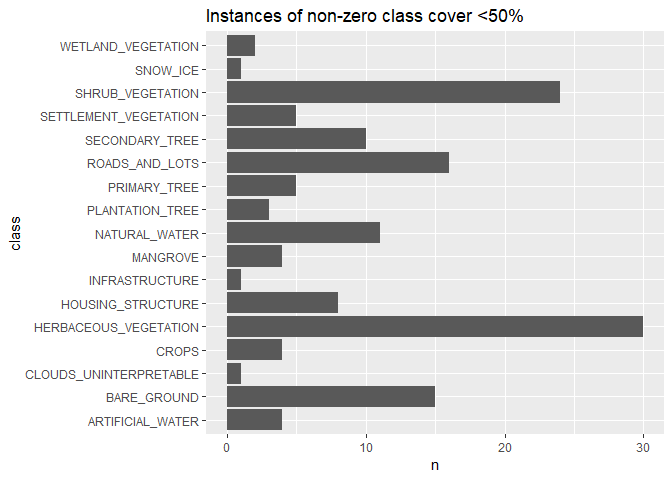 Instances of non-zero class cover <50%
WETLAND_VEGETATION
SNOW_ICE
SHRUB_VEGETATION
SETTLEMENT_VEGETATION
SECONDARY_TREE
ROADS_AND_LOTS
PRIMARY_TREE
PLANTATION_TREE
NATURAL_WATER
MANGROVE
INFRASTRUCTURE
HOUSING_STRUCTURE
HERBACEOUS_VEGETATION
CROPS
CLOUDS_UNINTERPRETABLE
BARE_GROUND
ARTIFICIAL_WATER
class
0 10 20 30
n